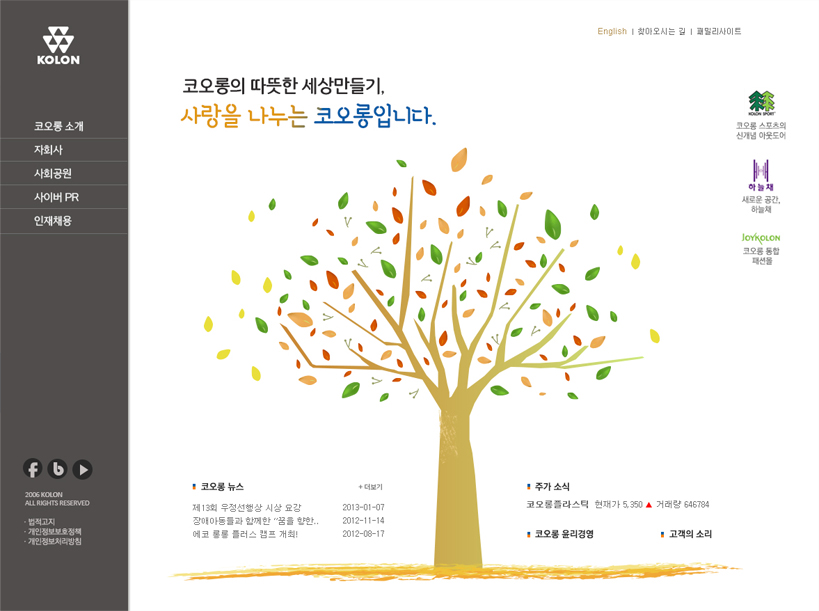 KOLON
코오롱 소개
자회사
사회공원
사이버 PR
인재채용
2006 KOLON
ALL RIGHTS RESERVED
· 법적고지
· 개인정보보호정책
· 개인정보처리방침
English | 찾아오시는 길 | 패밀리사이트
코오롱의 따뜻한 세상만들기,
사랑을 나누는 코오롱입니다.
KOLON SPORT
코오롱 스포츠의
신개념 아웃도어
하늘채
새로운 공간,
하늘채
JOYKOLON
코오롱 통합
패션몰
코오롱 뉴스
+ 더보기
제13회 우정선행상 시상 요강 2013-01-07
장애아동들과 함께한 “꿈을 향한.. 2012-11-14
에코 롱롱 플러스 캠프 개최! 2012-08-17
주가 소식
코오롱플라스틱 현재가 5,350 ▲ 거래량 646784
코오롱 윤리경영
고객의 소리